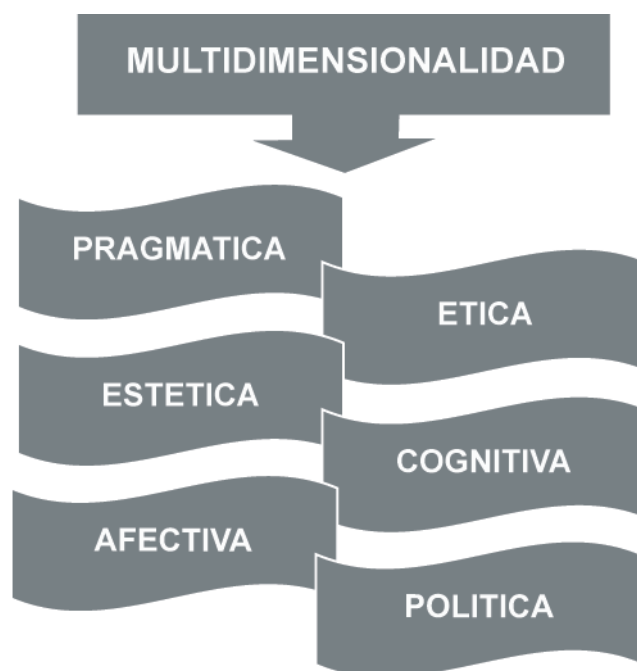 MULTIDIMENSIONALIDAD
PRAGMATICA
ETICA
ESTETICA
COGNITIVA
AFECTIVA
POLITICA